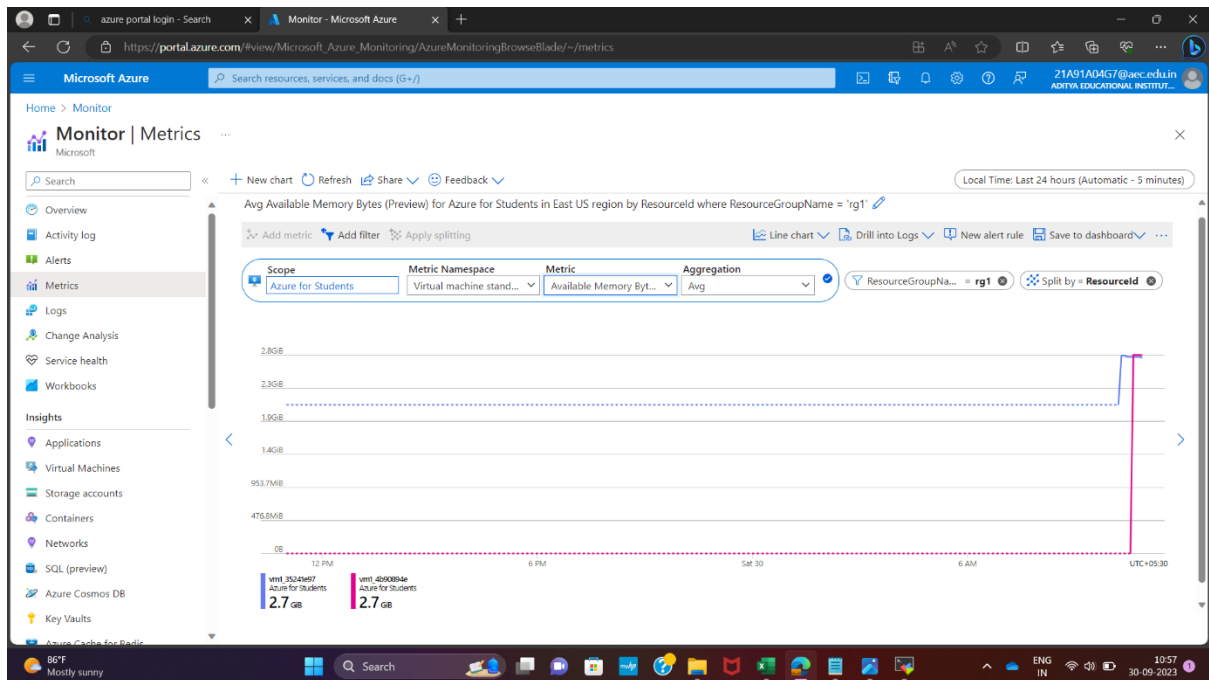 azure portal login - Search
Monitor - Microsoft Azure
https://portal.azure.com/#view/Microsoft_Azure_Monitoring/AzureMonitoringBrowseBlade/~/metrics
Microsoft Azure
Search resources, services, and docs (G+/)
21A91A04G7@aec.edu.in
ADITYA EDUCATIONAL INSTITUT...
Home > Monitor
Monitor | Metrics ...
Microsoft
Search
«
New chart Refresh Share Feedback
Local Time: Last 24 hours (Automatic - 5 minutes)
Overview
Activity log
Alerts
Metrics
Logs
Change Analysis
Service health
Workbooks
Insights
Applications
Virtual Machines
Storage accounts
Containers
Networks
SQL (preview)
Azure Cosmos DB
Key Vaults
Azure Cache for Redis
Avg Available Memory Bytes (Preview) for Azure for Students in East US region by ResourceId where ResourceGroupName = 'rg1'
Add metric Add filter Apply splitting
Line chart Drill into Logs New alert rule Save to dashboard ...
Scope Metric Namespace Metric Aggregation
Azure for Students Virtual machine stand... Available Memory Byt... Avg
ResourceGroupNa... = rg1
Split by = ResourceId
2.8GiB
2.3GiB
1.9GiB
1.4GiB
953.7MiB
476.8MiB
0B
12 PM 6 PM Sat 30 6 AM UTC+05:30
vm1_35241e97 vm1_4b90894e
Azure for Students Azure for Students
2.7 GiB 2.7 GiB
86°F
Mostly sunny
Search
ENG
IN
10:57
30-09-2023
1